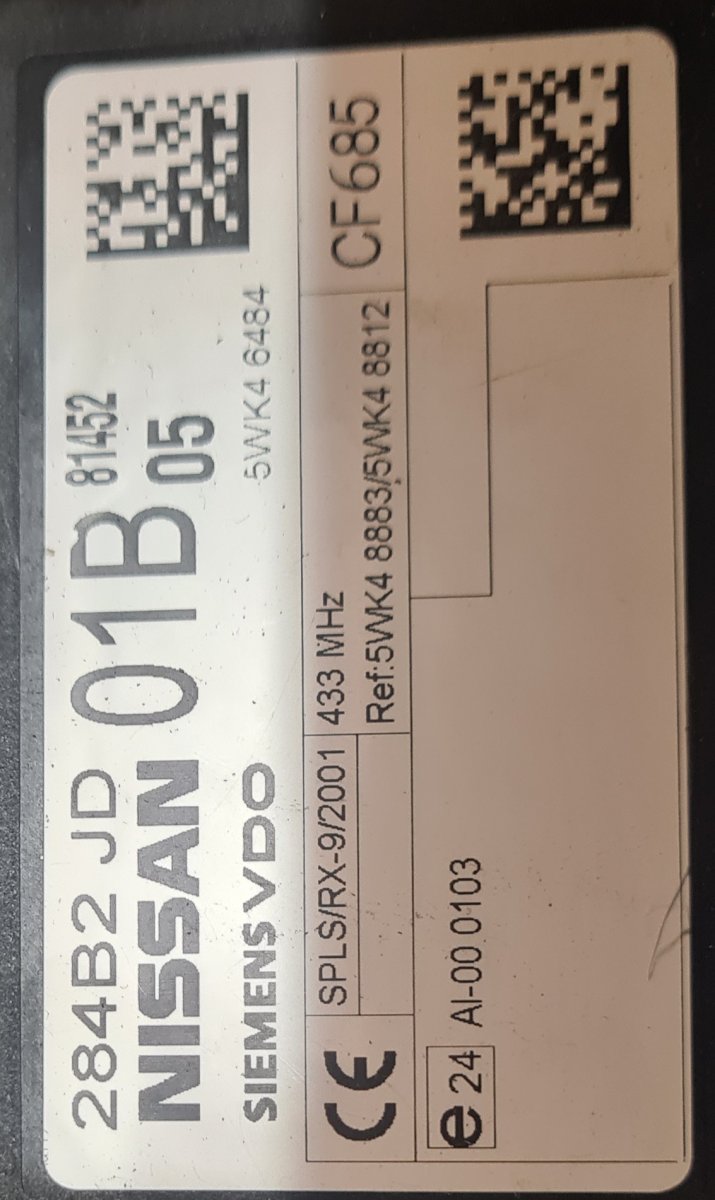 284B2 JD 01B 81452
NISSAN 05
SIEMENS VDO 5WK4 6484
CE SPLS/RX-9/2001 433 MHz CF685
Ref:5WK4 8883/5WK4 8812
e 24 AI-00 0103